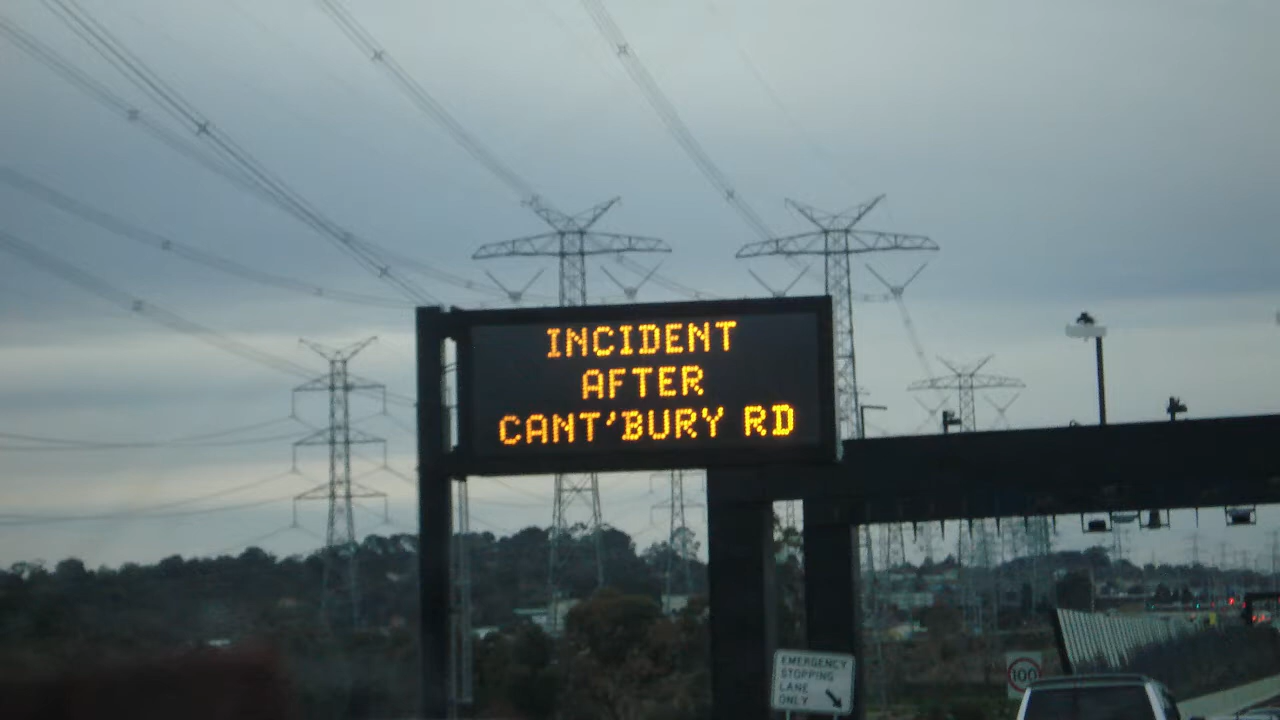 INCIDENT
AFTER
CANT'BURY RD
EMERGENCY
STOPPING
LANE
ONLY
100